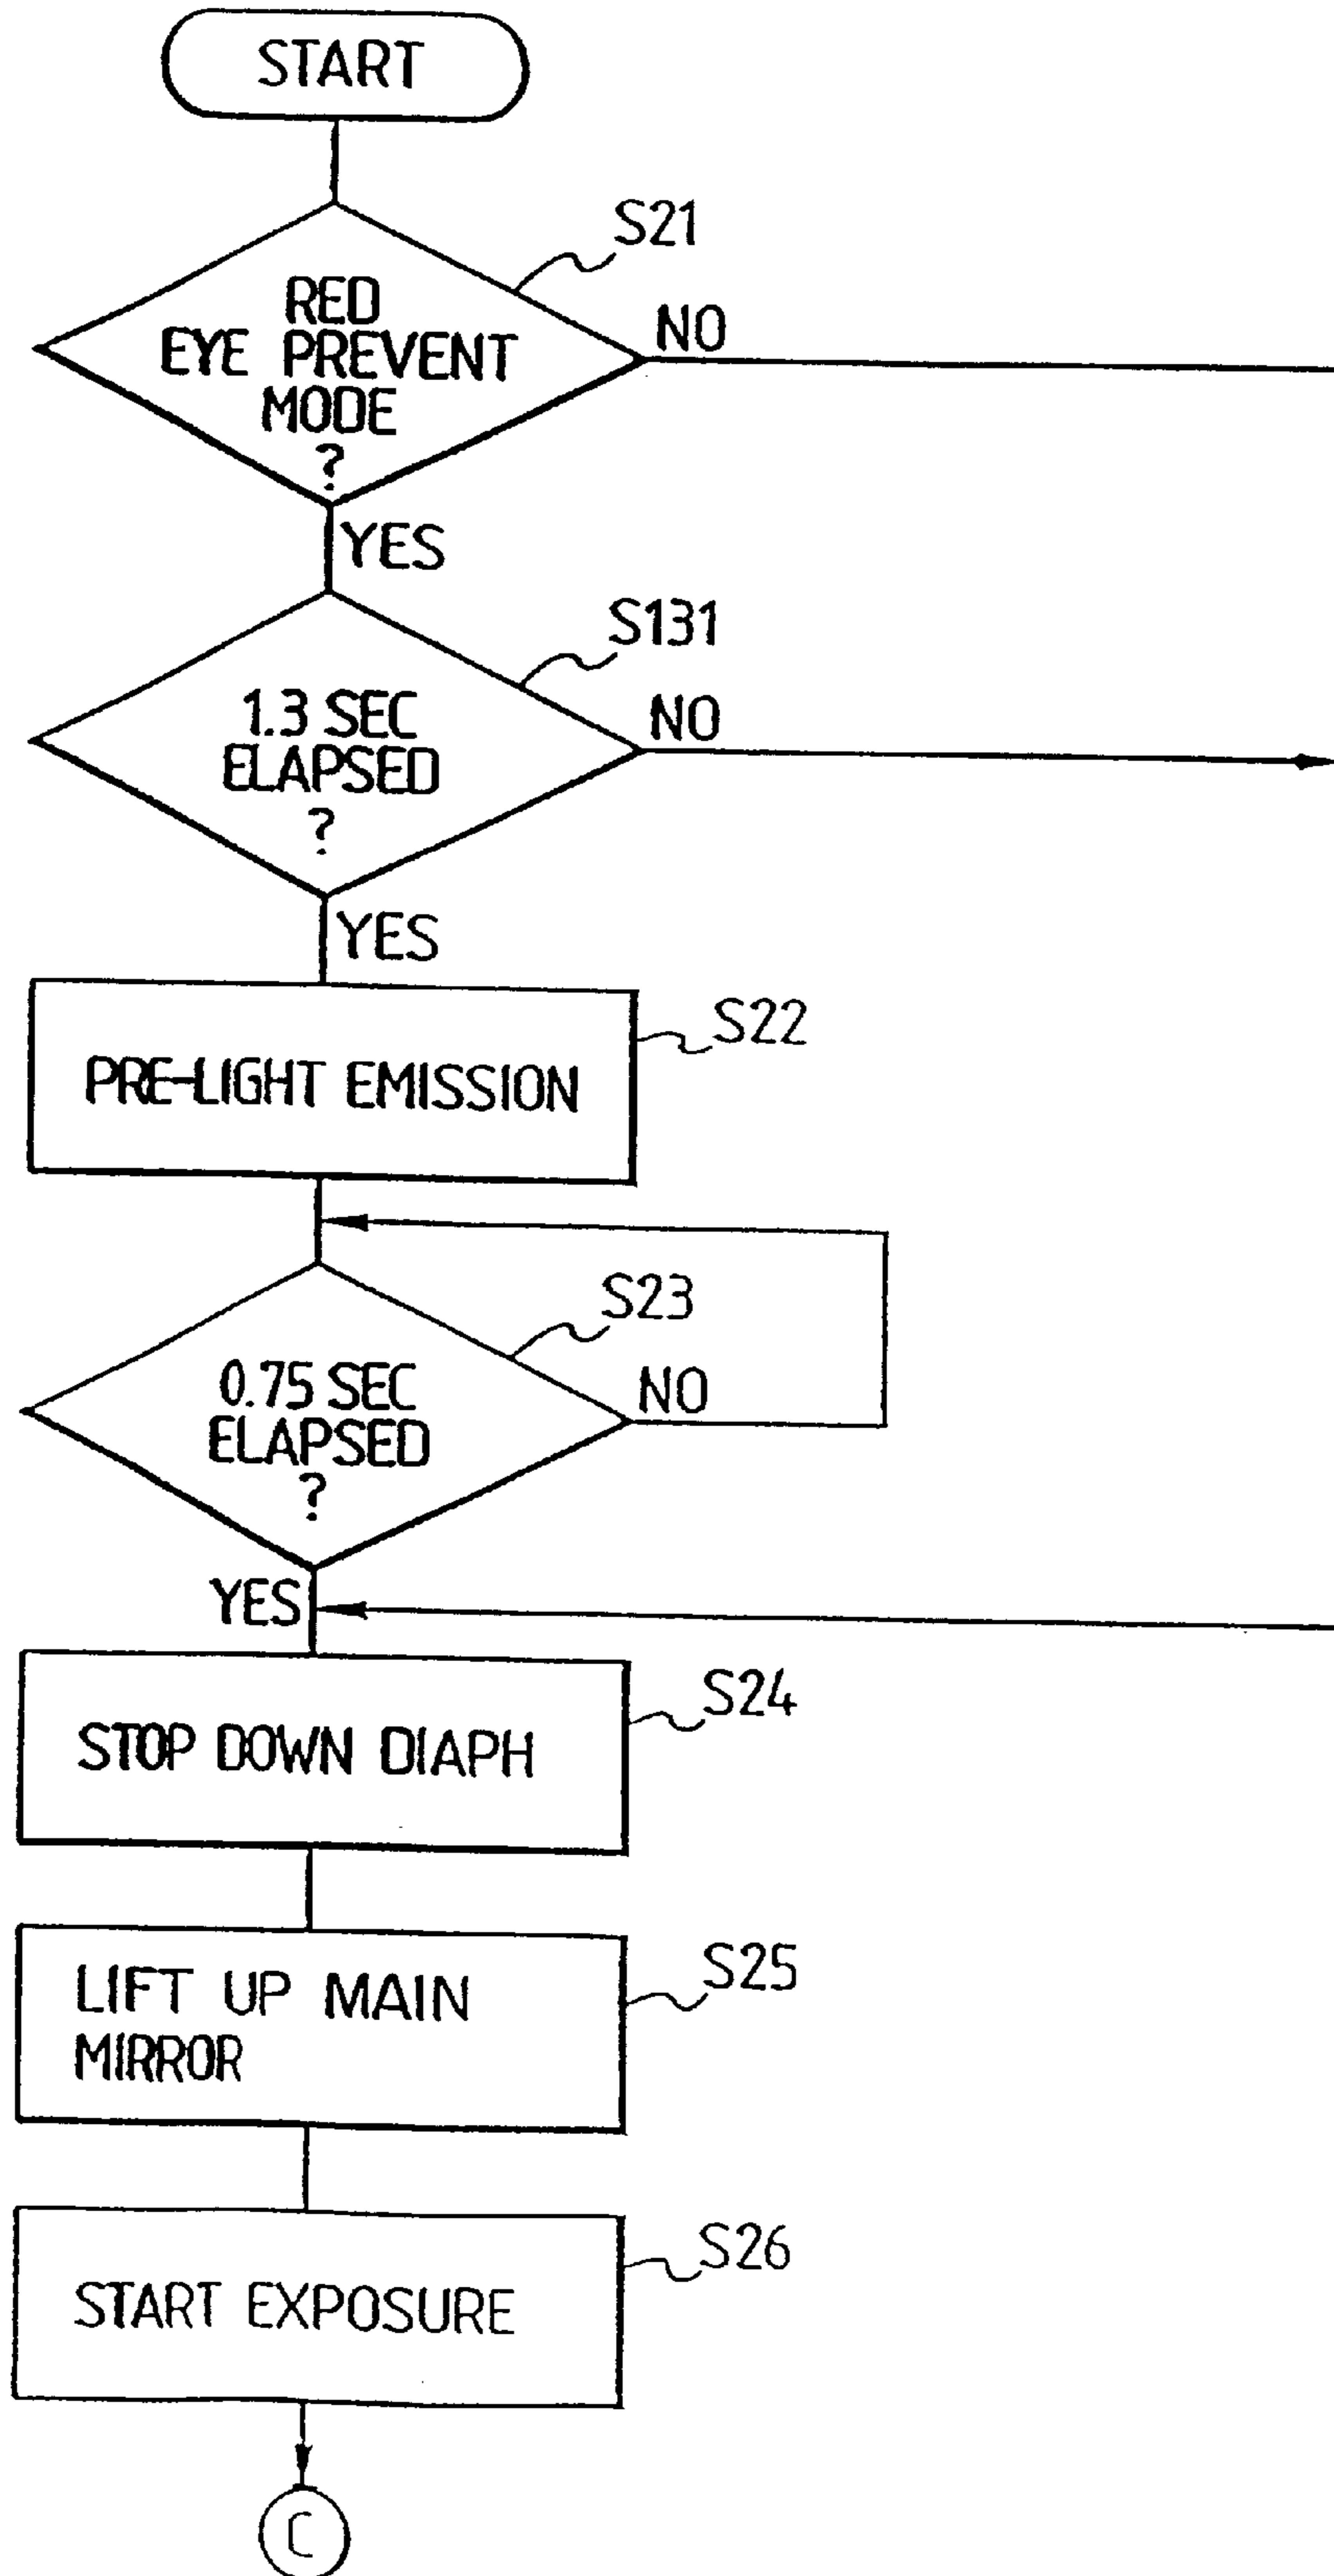 START
S21
RED
EYE PREVENT
MODE
?
NO
YES
S131
1.3 SEC
ELAPSED
?
NO
YES
S22
PRE-LIGHT EMISSION
S23
0.75 SEC
ELAPSED
?
NO
YES
S24
STOP DOWN DIAPH
S25
LIFT UP MAIN
MIRROR
S26
START EXPOSURE
C